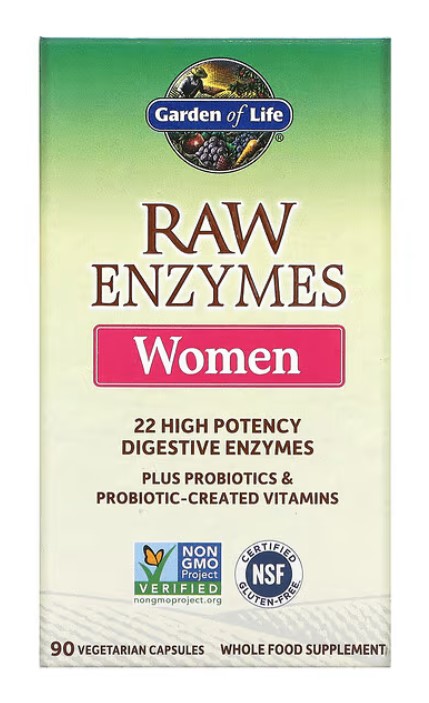 Garden of Life
®
RAW
ENZYMES
Women
22 HIGH POTENCY
DIGESTIVE ENZYMES
PLUS PROBIOTICS &
PROBIOTIC-CREATED VITAMINS
NON
GMO
Project
VERIFIED
nongmoproject.org
CERTIFIED
NSF
GLUTEN-FREE
90 VEGETARIAN CAPSULES WHOLE FOOD SUPPLEMENT